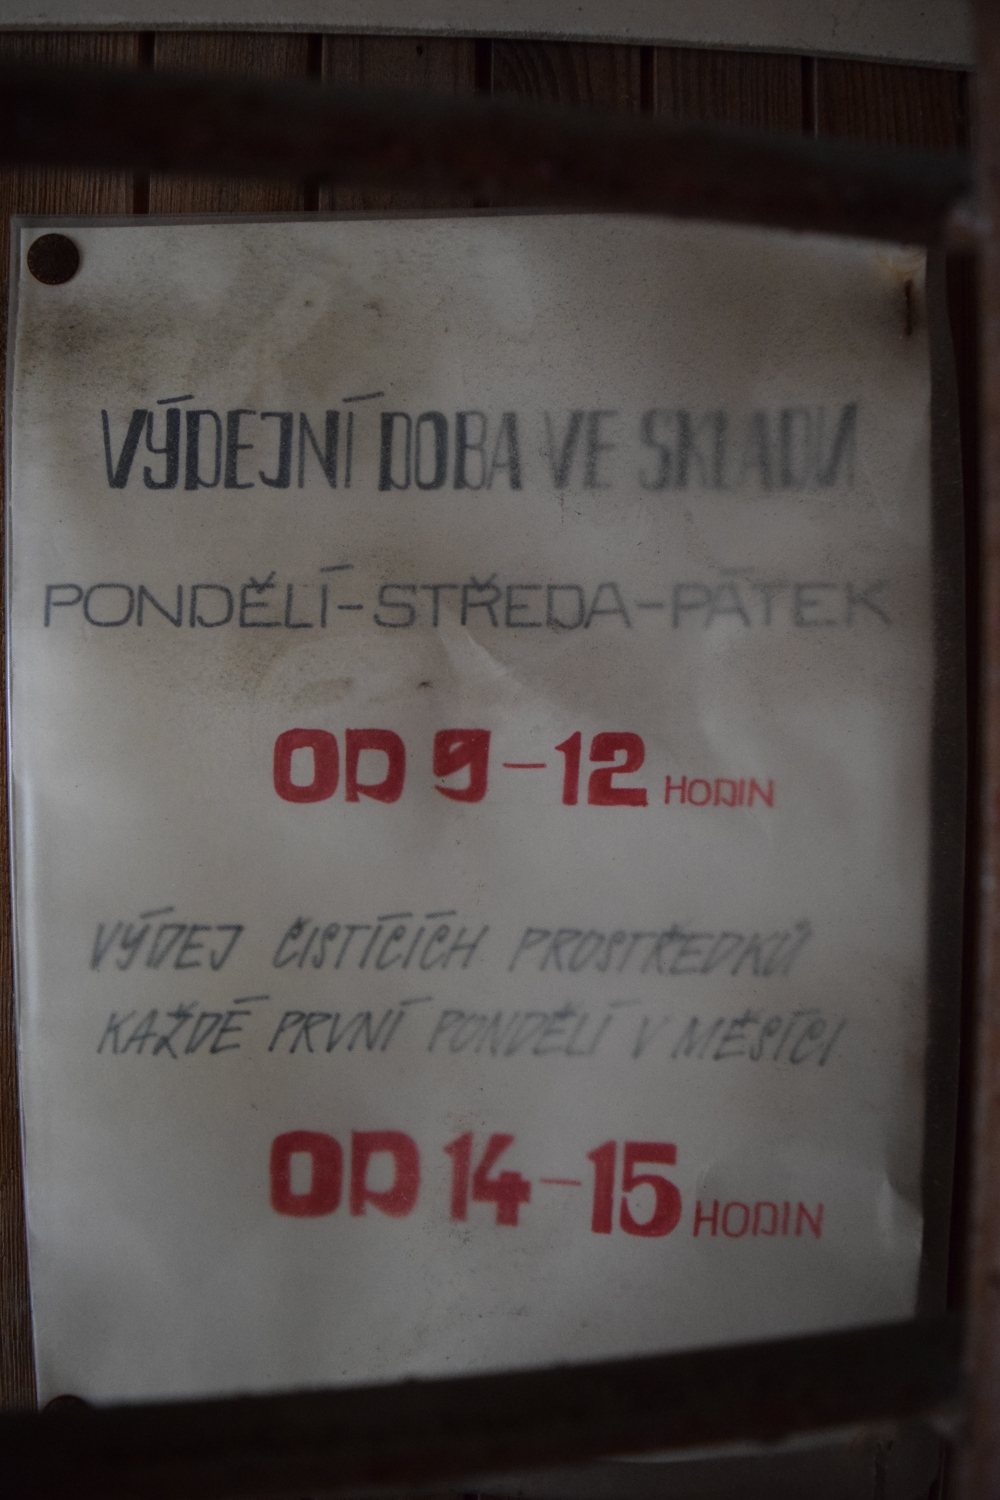 VÝDEJNÍ DOBA VE SKLADU
PONDĚLÍ-STŘEDA-PÁTEK
OD 9-12 HODIN
VÝDEJ ČISTÍCÍCH PROSTŘEDKŮ
KAŽDÉ PRVNÍ PONDĚLÍ V MĚSÍCI
OD 14-15 HODIN